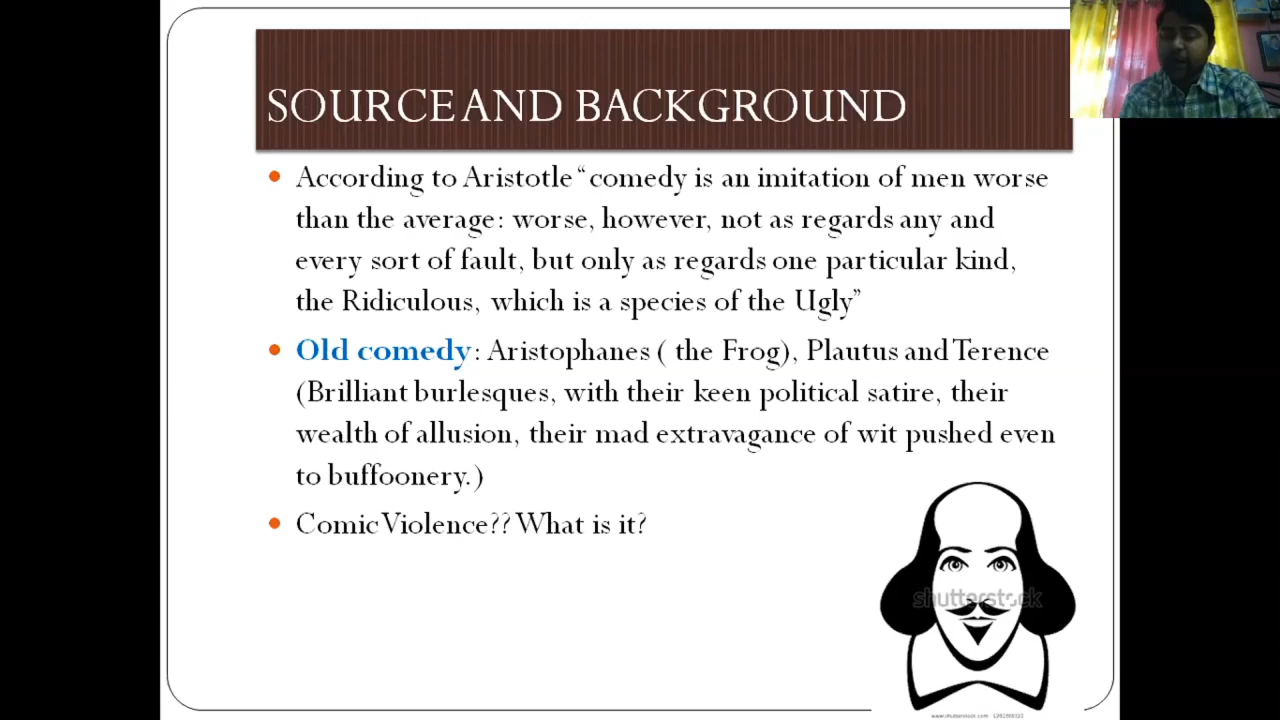 SOURCE AND BACKGROUND
According to Aristotle “comedy is an imitation of men worse
than the average: worse, however, not as regards any and
every sort of fault, but only as regards one particular kind,
the Ridiculous, which is a species of the Ugly”
Old comedy: Aristophanes ( the Frog), Plautus and Terence
(Brilliant burlesques, with their keen political satire, their
wealth of allusion, their mad extravagance of wit pushed even
to buffoonery.)
Comic Violence?? What is it?
shutterstock